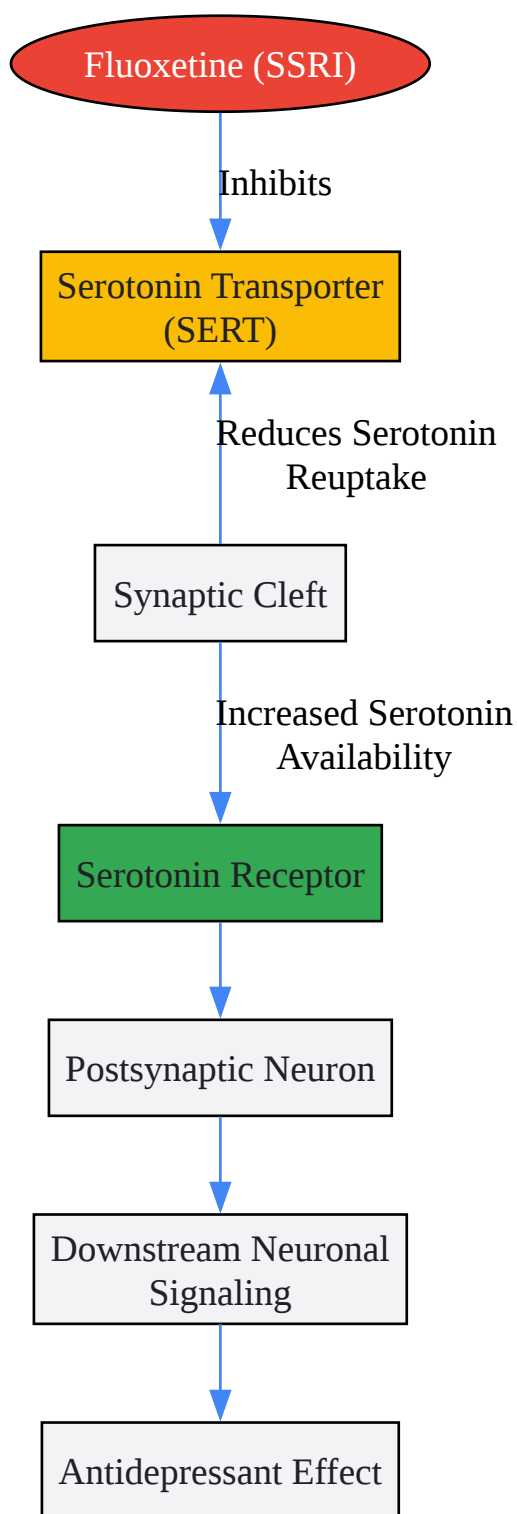 Fluoxetine (SSRI)
Inhibits
Serotonin Transporter
(SERT)
Reduces Serotonin
Reuptake
Synaptic Cleft
Increased Serotonin
Availability
Serotonin Receptor
Postsynaptic Neuron
Downstream Neuronal
Signaling
Antidepressant Effect